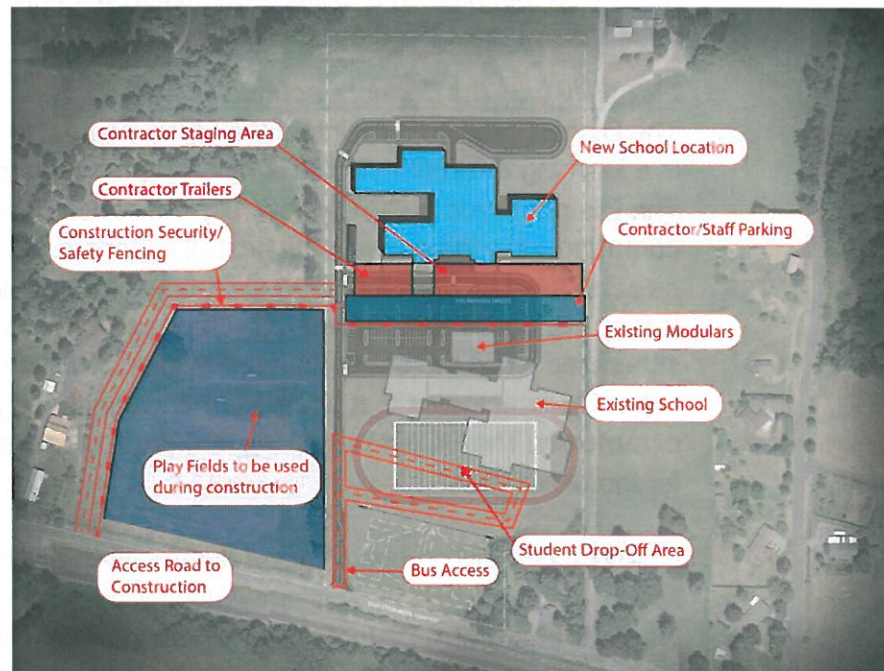 Contractor Staging Area
New School Location
Contractor Trailers
Construction Security/
Safety Fencing
Contractor/Staff Parking
Existing Modulars
Existing School
Play Fields to be used
during construction
Student Drop-Off Area
Access Road to
Construction
Bus Access